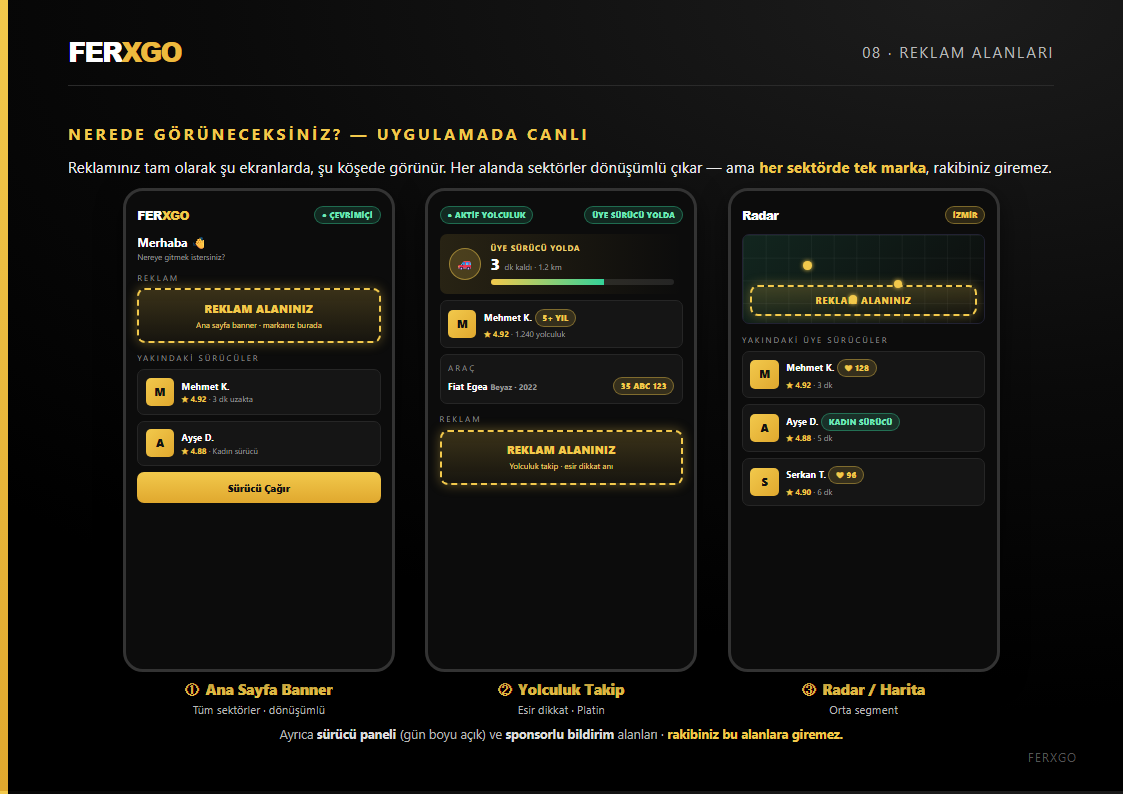 FERXGO
08 · REKLAM ALANLARI
NEREDE GÖRÜNECEKSİNİZ? — UYGULAMADA CANLI
Reklamınız tam olarak şu ekranlarda, şu köşede görünür. Her alanda sektörler dönüşümlü çıkar — ama her sektörde tek marka, rakibiniz giremez.
FERXGO
• ÇEVRİMİÇİ
Merhaba 👋
Nereye gitmek istersiniz?
REKLAM
REKLAM ALANINIZ
Ana sayfa banner · markanız burada
YAKINDAKİ SÜRÜCÜLER
M
Mehmet K.
★ 4.92 · 3 dk uzakta
A
Ayşe D.
★ 4.88 · Kadın sürücü
Sürücü Çağır
① Ana Sayfa Banner
Tüm sektörler · dönüşümlü
• AKTİF YOLCULUK
ÜYE SÜRÜCÜ YOLDA
ÜYE SÜRÜCÜ YOLDA
3 dk kaldı · 1.2 km
M
Mehmet K. 5+ YIL
★ 4.92 · 1.240 yolculuk
ARAÇ
Fiat Egea Beyaz · 2022
35 ABC 123
REKLAM
REKLAM ALANINIZ
Yolculuk takip · esir dikkat anı
② Yolculuk Takip
Esir dikkat · Platin
Radar
İZMİR
REKLAM ALANINIZ
YAKINDAKİ ÜYE SÜRÜCÜLER
M
Mehmet K. ♥ 128
★ 4.92 · 3 dk
A
Ayşe D. KADIN SÜRÜCÜ
★ 4.88 · 5 dk
S
Serkan T. ♥ 96
★ 4.90 · 6 dk
③ Radar / Harita
Orta segment
Ayrıca sürücü paneli (gün boyu açık) ve sponsorlu bildirim alanları · rakibiniz bu alanlara giremez.
FERXGO